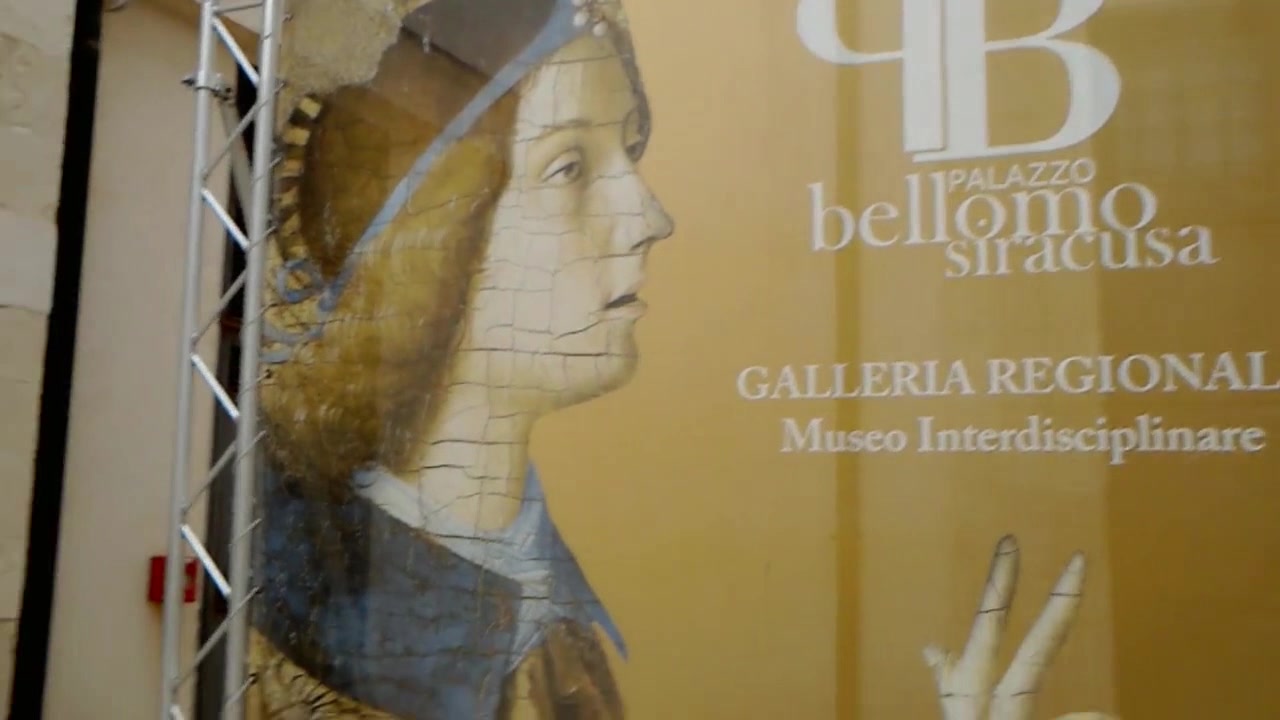 PB
PALAZZO
bellomo
siracusa
GALLERIA REGIONAL
Museo Interdisciplinare